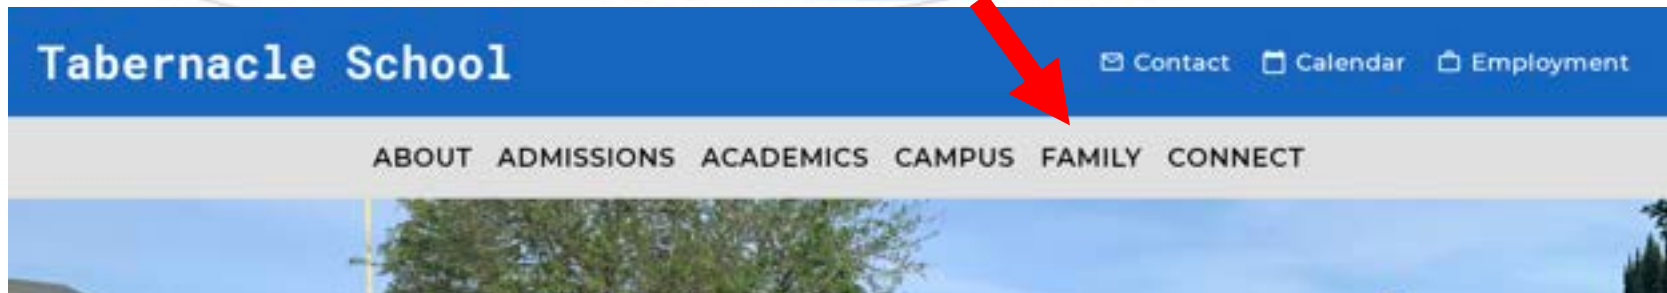 Tabernacle School
Contact Calendar Employment
ABOUT ADMISSIONS ACADEMICS CAMPUS FAMILY CONNECT